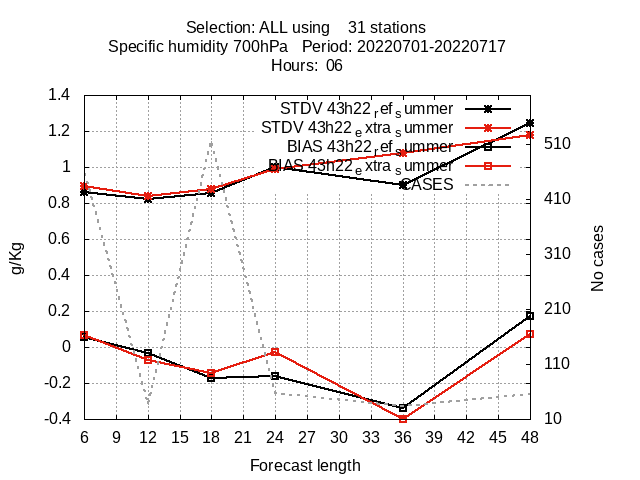 Selection: ALL using    31 stations
Specific humidity 700hPa   Period: 20220701-20220717
Hours:  06
STDV 43h22_ref_summer
STDV 43h22_extra_summer
BIAS 43h22_ref_summer
BIAS 43h22_extra_summer
CASES
1.4
1.2
1
0.8
0.6
0.4
0.2
0
-0.2
-0.4
g/Kg
510
410
310
210
110
10
No cases
6 9 12 15 18 21 24 27 30 33 36 39 42 45 48
Forecast length